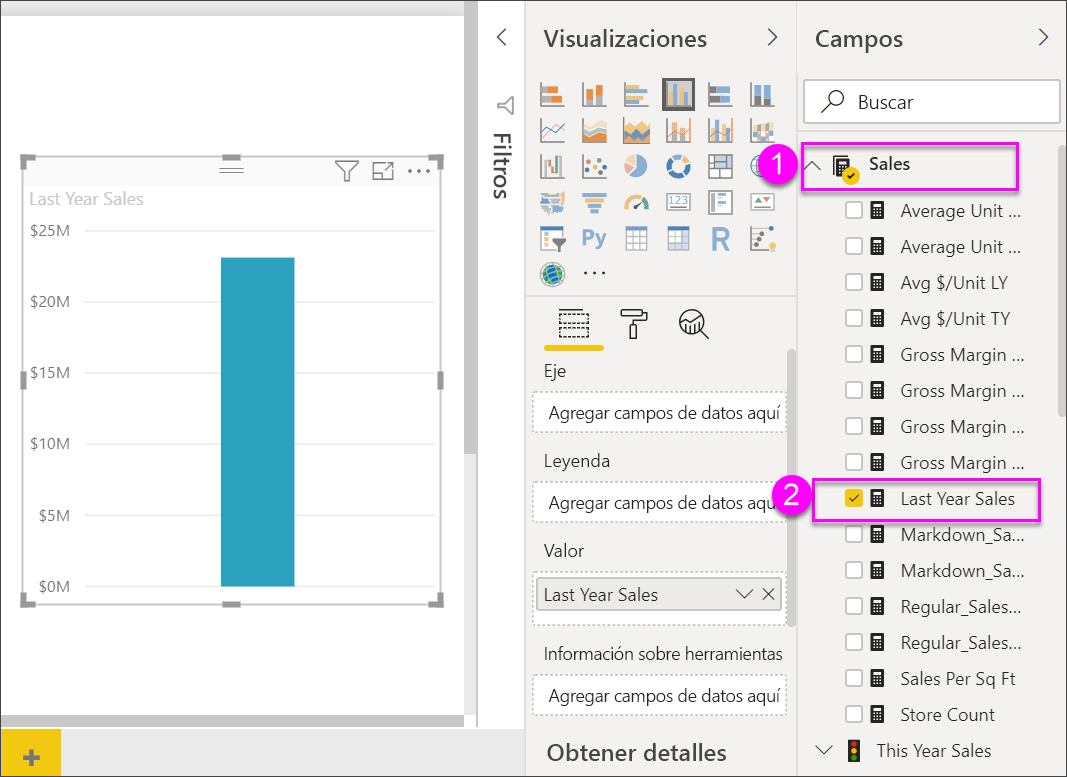 Last Year Sales
$25M
$20M
$15M
$10M
$5M
$0M
Filtros
Visualizaciones
123
Py
R
Eje
Agregar campos de datos aquí
Leyenda
Agregar campos de datos aqu
Valor
Last Year Sales
Información sobre herramientas
Agregar campos de datos aquí
Obtener detalles
Campos
Buscar
1
Sales
Average Unit ...
Average Unit ...
Avg $/Unit LY
Avg $/Unit TY
Gross Margin ...
Gross Margin ...
Gross Margin ...
Gross Margin ...
2
Last Year Sales
Markdown_Sa...
Markdown_Sa...
Regular_Sales...
Regular_Sales...
Sales Per Sq Ft
Store Count
This Year Sales